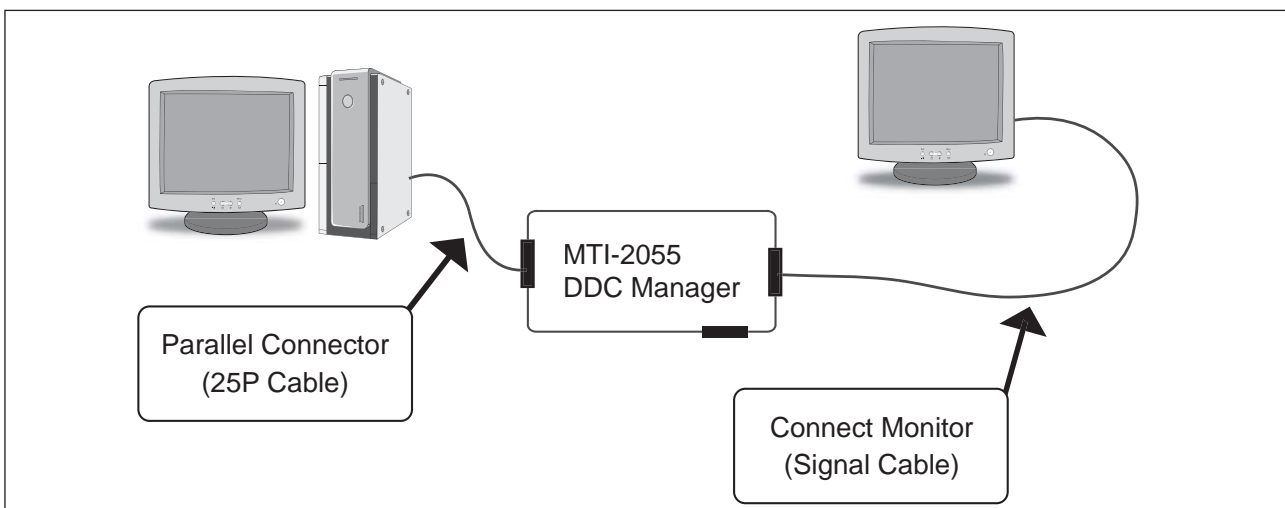 MTI-2055
DDC Manager
Parallel Connector
(25P Cable)
Connect Monitor
(Signal Cable)